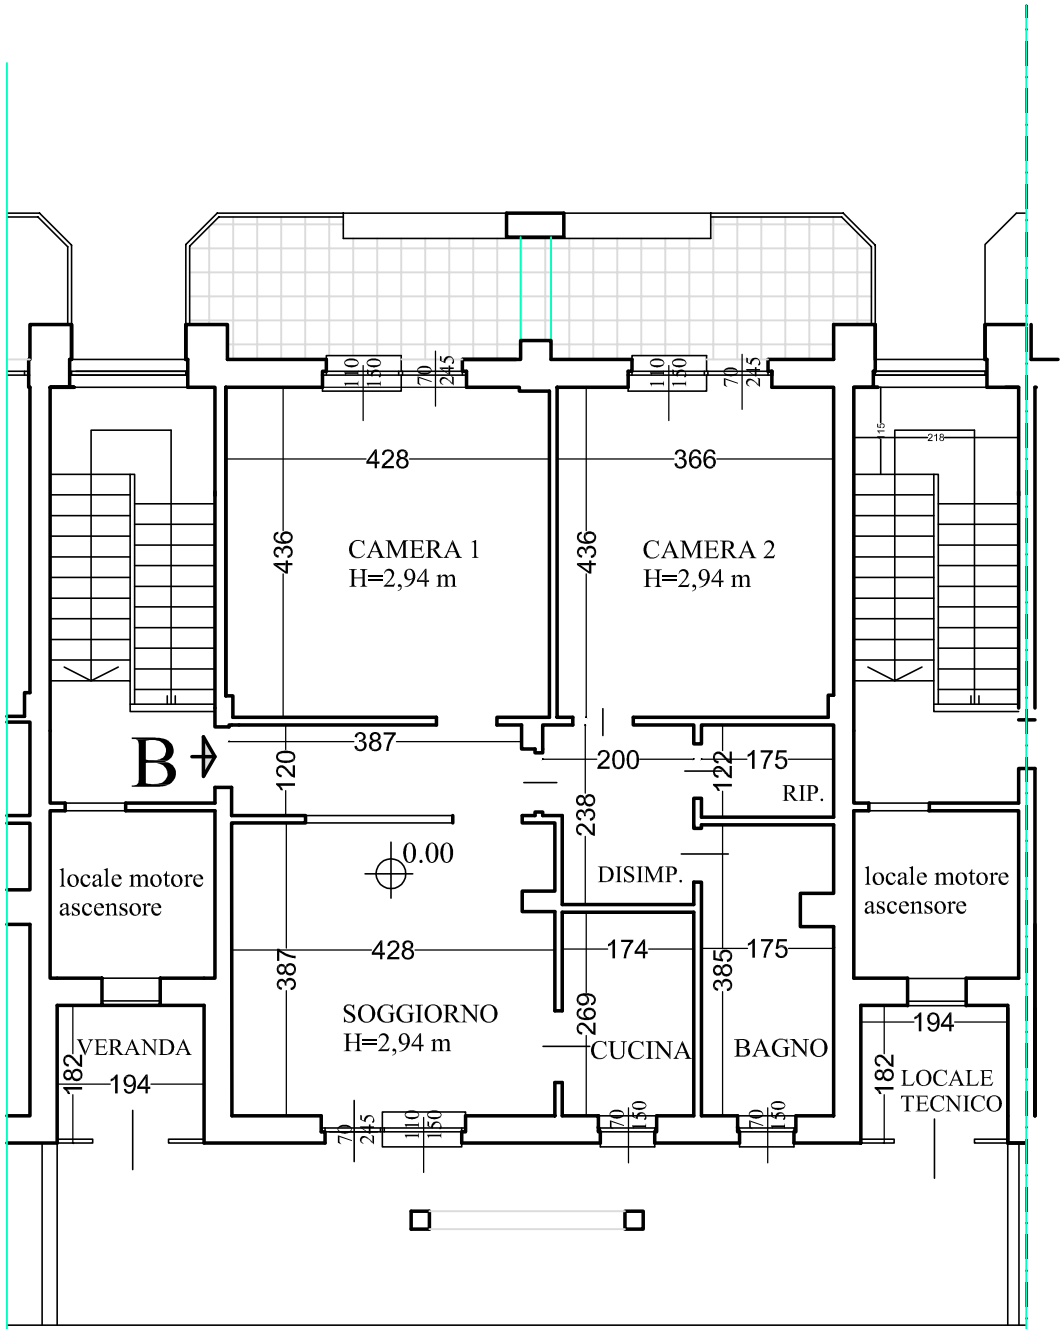 110
150
70
245
110
150
70
245
115
218
428
366
436
CAMERA 1
H=2,94 m
436
CAMERA 2
H=2,94 m
B
387
120
200
122
175
RIP.
238
0.00
DISIMP.
locale motore
ascensore
locale motore
ascensore
428
387
174
175
385
SOGGIORNO
H=2,94 m
269
CUCINA
BAGNO
VERANDA
182
194
194
182
LOCALE
TECNICO
70
245
110
150
70
150
70
150